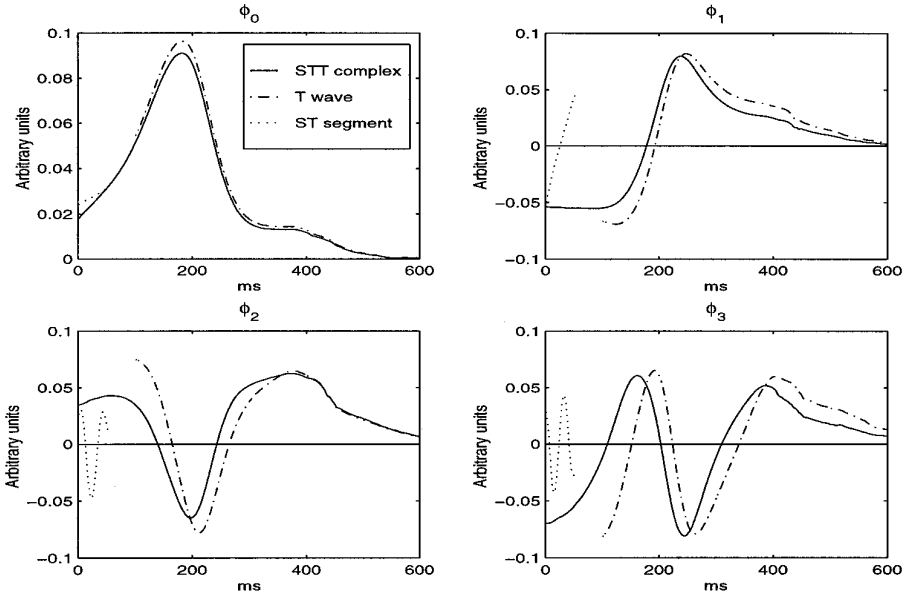 ϕ0
0.1
0.08
0.06
0.04
0.02
0
Arbitrary units
STT complex
T wave
ST segment
0 200 400 600
ms
ϕ1
0.1
0.05
0
−0.05
−0.1
Arbitrary units
0 200 400 600
ms
ϕ2
0.1
0.05
0
−0.05
−0.1
Arbitrary units
0 200 400 600
ms
ϕ3
0.1
0.05
0
−0.05
−0.1
Arbitrary units
0 200 400 600
ms